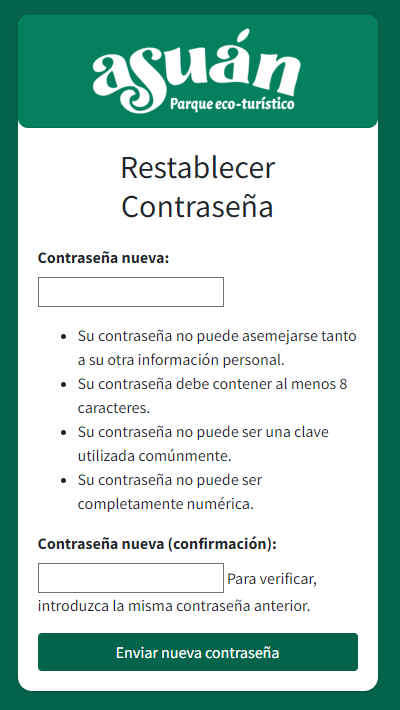 asuán
Parque eco-turístico
Restablecer
Contraseña
Contraseña nueva:
Su contraseña no puede asemejarse tanto
a su otra información personal.
Su contraseña debe contener al menos 8
caracteres.
Su contraseña no puede ser una clave
utilizada comúnmente.
Su contraseña no puede ser
completamente numérica.
Contraseña nueva (confirmación):
Para verificar,
introduzca la misma contraseña anterior.
Enviar nueva contraseña